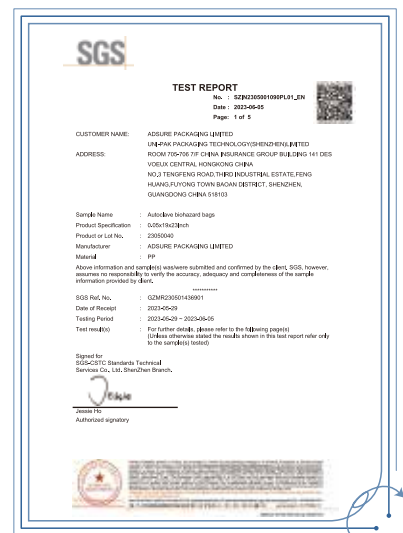 SGS
TEST REPORT
No. : SZIN2305001090PL01_EN
Date : 2023-06-05
Page: 1 of 5
CUSTOMER NAME: ADSURE PACKAGING LIMITED
UNI-PAK PACKAGING TECHNOLOGY(SHENZHEN)LIMITED
ADDRESS: ROOM 705-706 7/F CHINA INSURANCE GROUP BUILDING 141 DES
VOEUX CENTRAL HONGKONG CHINA
NO.3 TENGFENG ROAD,THIRD INDUSTRIAL ESTATE,FENG
HUANG,FUYONG TOWN BAOAN DISTRICT, SHENZHEN,
GUANGDONG CHINA 518103
Sample Name : Autoclave biohazard bags
Product Specification : 0.05x19x23inch
Product or Lot No. : 23050040
Manufacturer : ADSURE PACKAGING LIMITED
Material : PP
Above information and sample(s) was/were submitted and confirmed by the client, SGS, however,
assumes no responsibility to verify the accuracy, adequacy and completeness of the sample
information provided by client.
***********
SGS Ref. No. : GZMR230501436901
Date of Receipt : 2023-05-29
Testing Period : 2023-05-29 ~ 2023-06-05
Test result(s) : For further details, please refer to the following page(s)
(Unless otherwise stated the results shown in this test report refer only
to the sample(s) tested)
Signed for
SGS-CSTC Standards Technical
Services Co., Ltd. ShenZhen Branch.
Jessie Ho
Authorized signatory